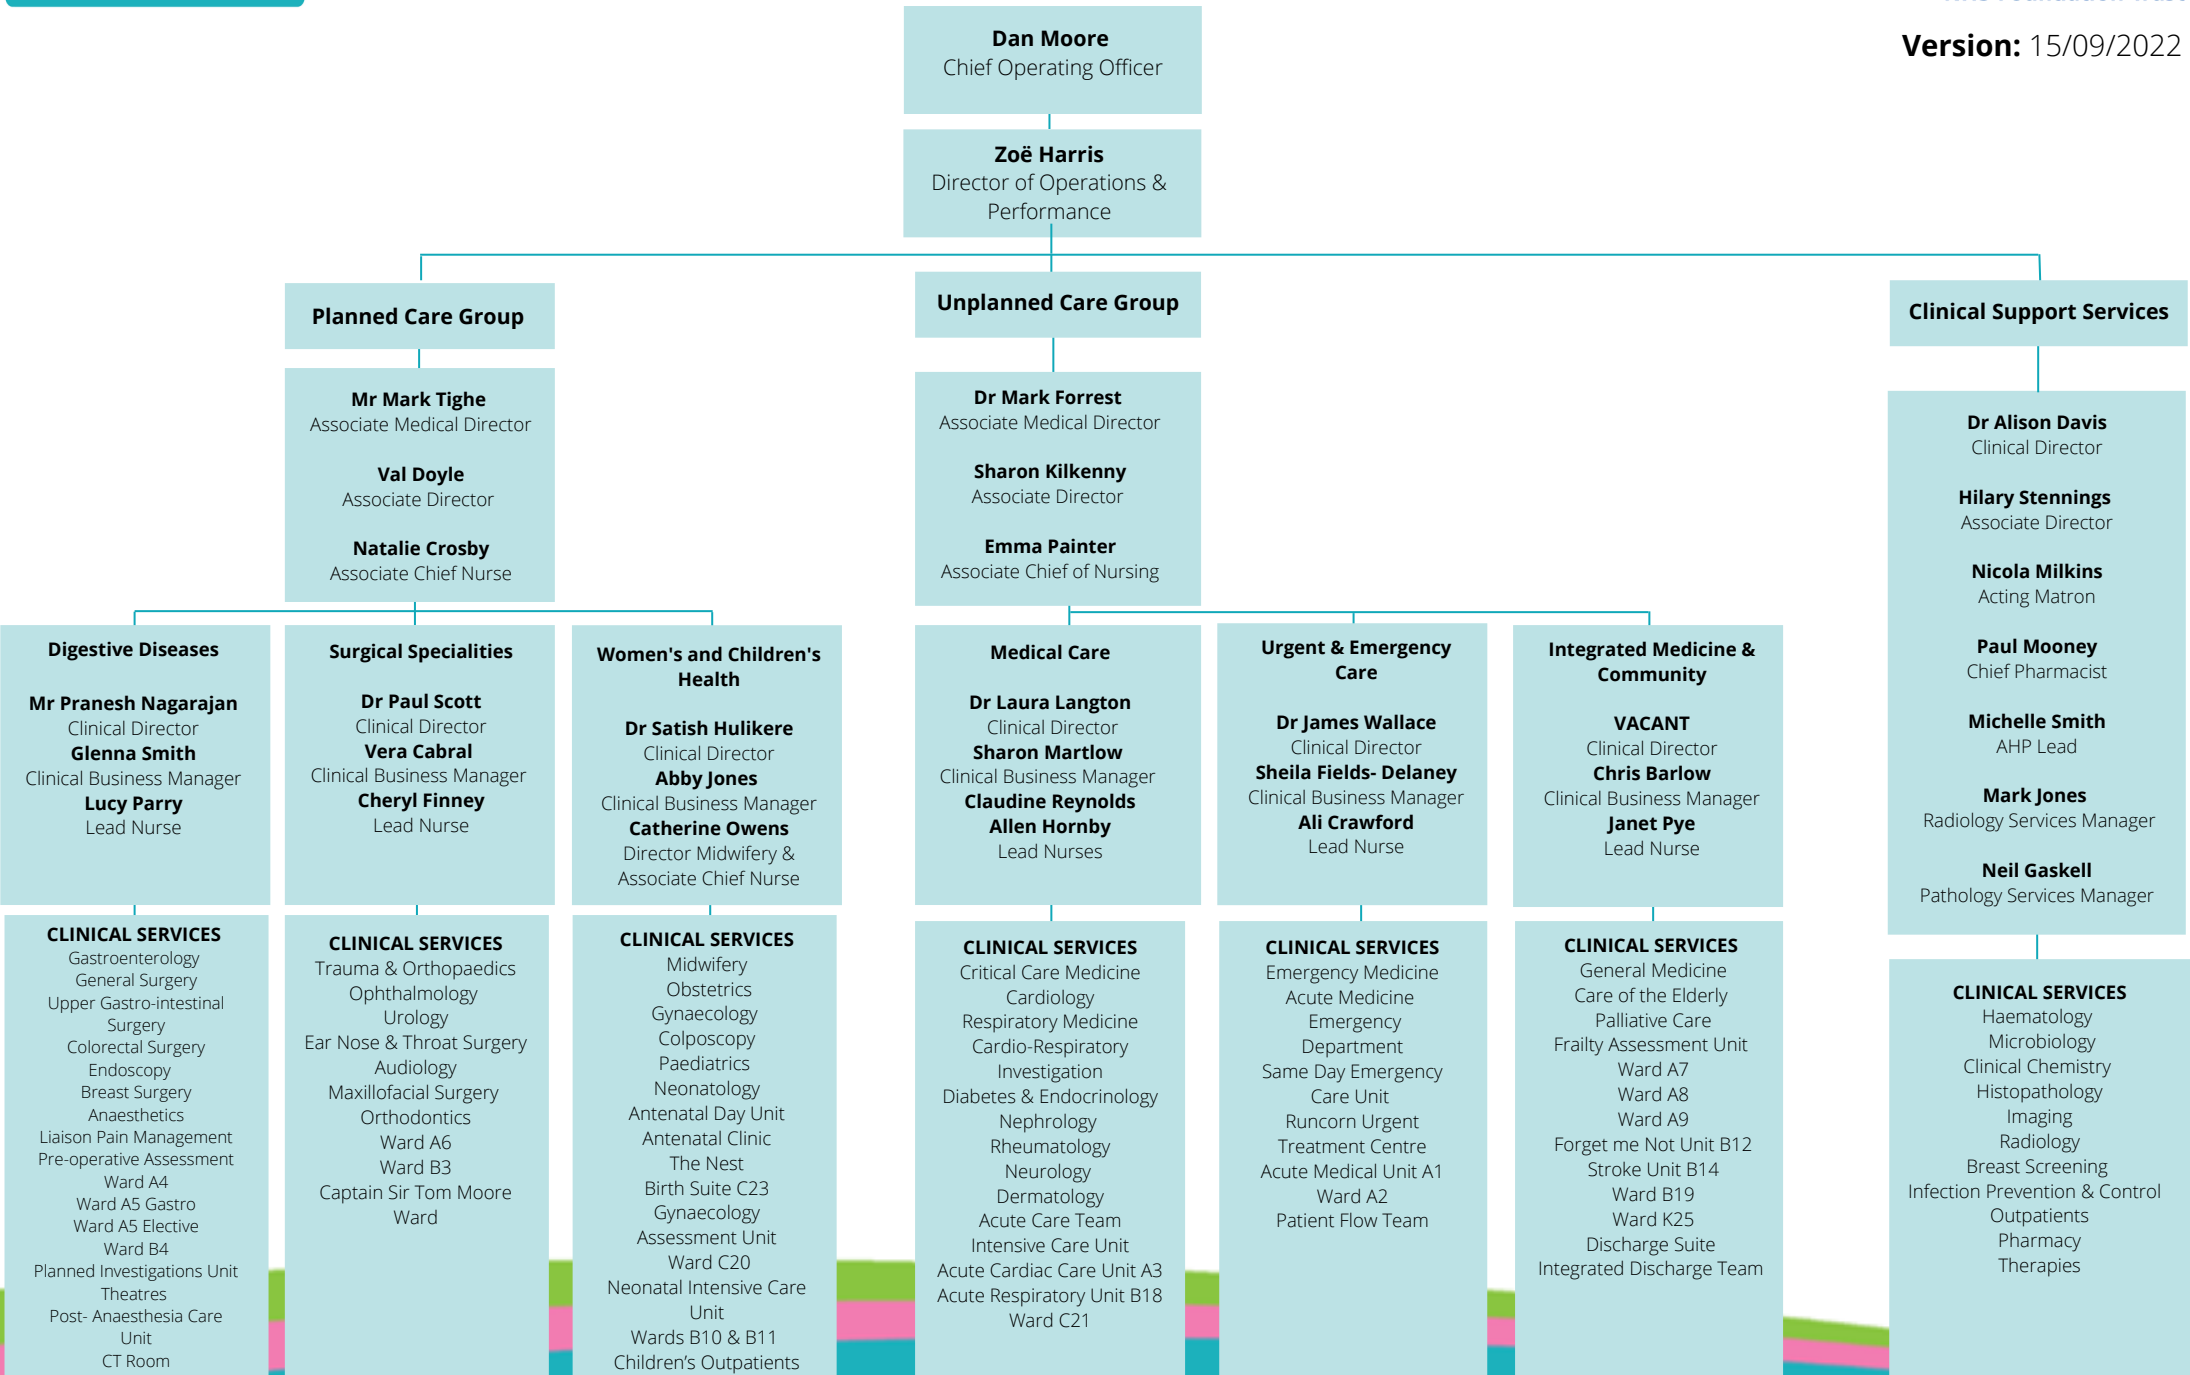 Version: 15/09/2022
Dan Moore
Chief Operating Officer
Zoë Harris
Director of Operations &
Performance
Planned Care Group
Mr Mark Tighe
Associate Medical Director
Val Doyle
Associate Director
Natalie Crosby
Associate Chief Nurse
Digestive Diseases
Mr Pranesh Nagarajan
Clinical Director
Glenna Smith
Clinical Business Manager
Lucy Parry
Lead Nurse
CLINICAL SERVICES
Gastroenterology
General Surgery
Upper Gastro-intestinal
Surgery
Colorectal Surgery
Endoscopy
Breast Surgery
Anaesthetics
Liaison Pain Management
Pre-operative Assessment
Ward A4
Ward A5 Gastro
Ward A5 Elective
Ward B4
Planned Investigations Unit
Theatres
Post- Anaesthesia Care
Unit
CT Room
Surgical Specialities
Dr Paul Scott
Clinical Director
Vera Cabral
Clinical Business Manager
Cheryl Finney
Lead Nurse
CLINICAL SERVICES
Trauma & Orthopaedics
Ophthalmology
Urology
Ear Nose & Throat Surgery
Audiology
Maxillofacial Surgery
Orthodontics
Ward A6
Ward B3
Captain Sir Tom Moore
Ward
Women's and Children's
Health
Dr Satish Hulikere
Clinical Director
Abby Jones
Clinical Business Manager
Catherine Owens
Director Midwifery &
Associate Chief Nurse
CLINICAL SERVICES
Midwifery
Obstetrics
Gynaecology
Colposcopy
Paediatrics
Neonatology
Antenatal Day Unit
Antenatal Clinic
The Nest
Birth Suite C23
Gynaecology
Assessment Unit
Ward C20
Neonatal Intensive Care
Unit
Wards B10 & B11
Children's Outpatients
Unplanned Care Group
Dr Mark Forrest
Associate Medical Director
Sharon Kilkenny
Associate Director
Emma Painter
Associate Chief of Nursing
Medical Care
Dr Laura Langton
Clinical Director
Sharon Martlow
Clinical Business Manager
Claudine Reynolds
Allen Hornby
Lead Nurses
CLINICAL SERVICES
Critical Care Medicine
Cardiology
Respiratory Medicine
Cardio-Respiratory
Investigation
Diabetes & Endocrinology
Nephrology
Rheumatology
Neurology
Dermatology
Acute Care Team
Intensive Care Unit
Acute Cardiac Care Unit A3
Acute Respiratory Unit B18
Ward C21
Urgent & Emergency
Care
Dr James Wallace
Clinical Director
Sheila Fields- Delaney
Clinical Business Manager
Ali Crawford
Lead Nurse
CLINICAL SERVICES
Emergency Medicine
Acute Medicine
Emergency
Department
Same Day Emergency
Care Unit
Runcorn Urgent
Treatment Centre
Acute Medical Unit A1
Ward A2
Patient Flow Team
Integrated Medicine &
Community
VACANT
Clinical Director
Chris Barlow
Clinical Business Manager
Janet Pye
Lead Nurse
CLINICAL SERVICES
General Medicine
Care of the Elderly
Palliative Care
Frailty Assessment Unit
Ward A7
Ward A8
Ward A9
Forget me Not Unit B12
Stroke Unit B14
Ward B19
Ward K25
Discharge Suite
Integrated Discharge Team
Clinical Support Services
Dr Alison Davis
Clinical Director
Hilary Stennings
Associate Director
Nicola Milkins
Acting Matron
Paul Mooney
Chief Pharmacist
Michelle Smith
AHP Lead
Mark Jones
Radiology Services Manager
Neil Gaskell
Pathology Services Manager
CLINICAL SERVICES
Haematology
Microbiology
Clinical Chemistry
Histopathology
Imaging
Radiology
Breast Screening
Infection Prevention & Control
Outpatients
Pharmacy
Therapies